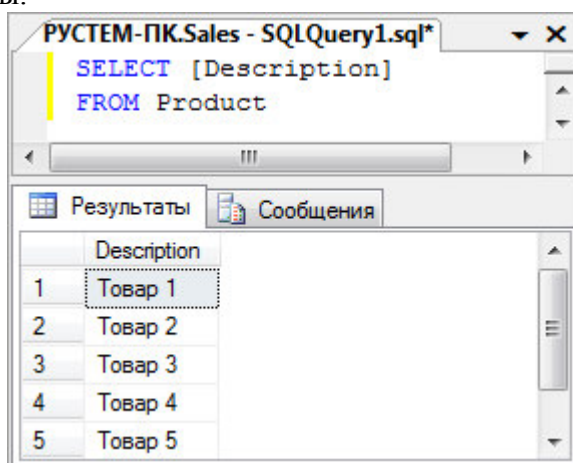 РУСТЕМ-ПК.Sales - SQLQuery1.sql*
SELECT [Description]
FROM Product
Результаты Сообщения
Description
1 Товар 1
2 Товар 2
3 Товар 3
4 Товар 4
5 Товар 5